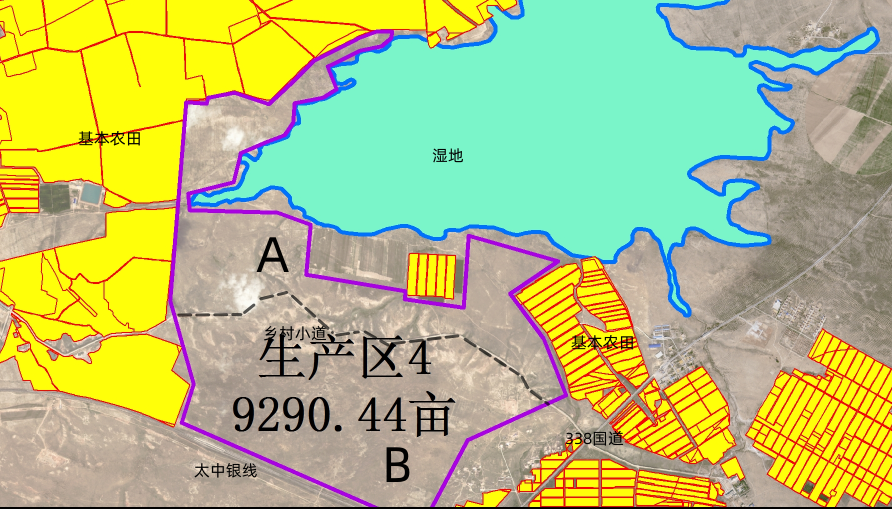 基本农田
湿地
A
乡村小道
生产区4
基本农田
9290.44亩
338国道
B
太中银线